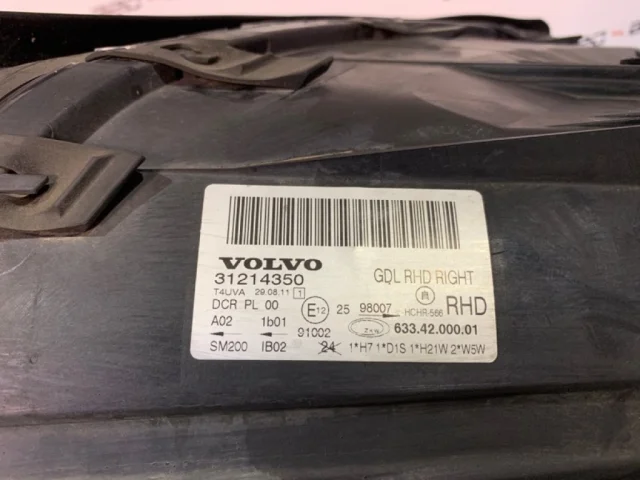 VOLVO
31214350
GDL RHD RIGHT
T4UVA 29.08.11 1
DCR PL 00
E12
25 98007
HCHR-566
RHD
A02 1b01
91002
633.42.000.01
SM200 IB02
24
1*H7 1*D1S 1*H21W 2*W5W